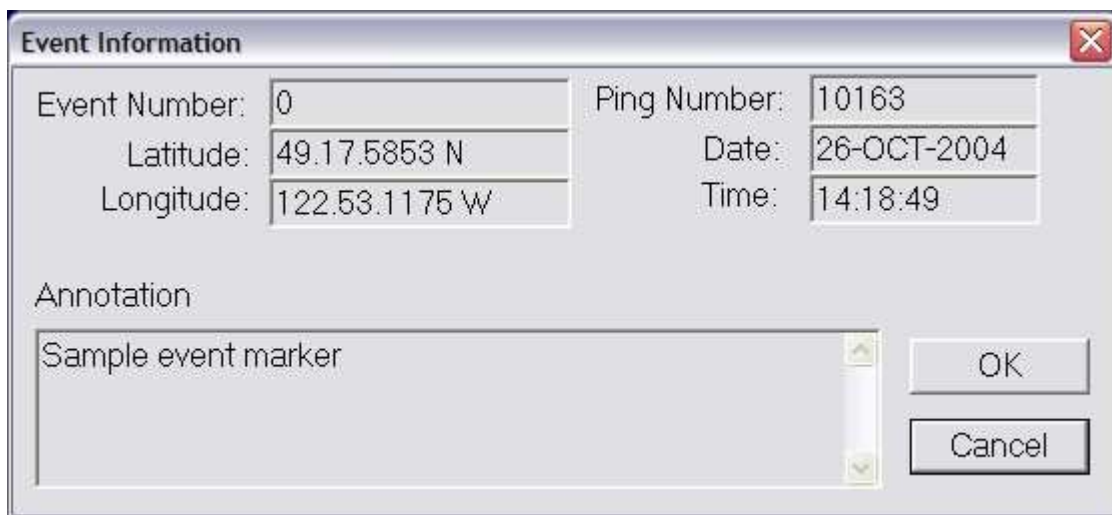 Event Information
Event Number: 0 Ping Number: 10163
Latitude: 49.17.5853 N Date: 26-OCT-2004
Longitude: 122.53.1175 W Time: 14:18:49
Annotation
Sample event marker
OK
Cancel